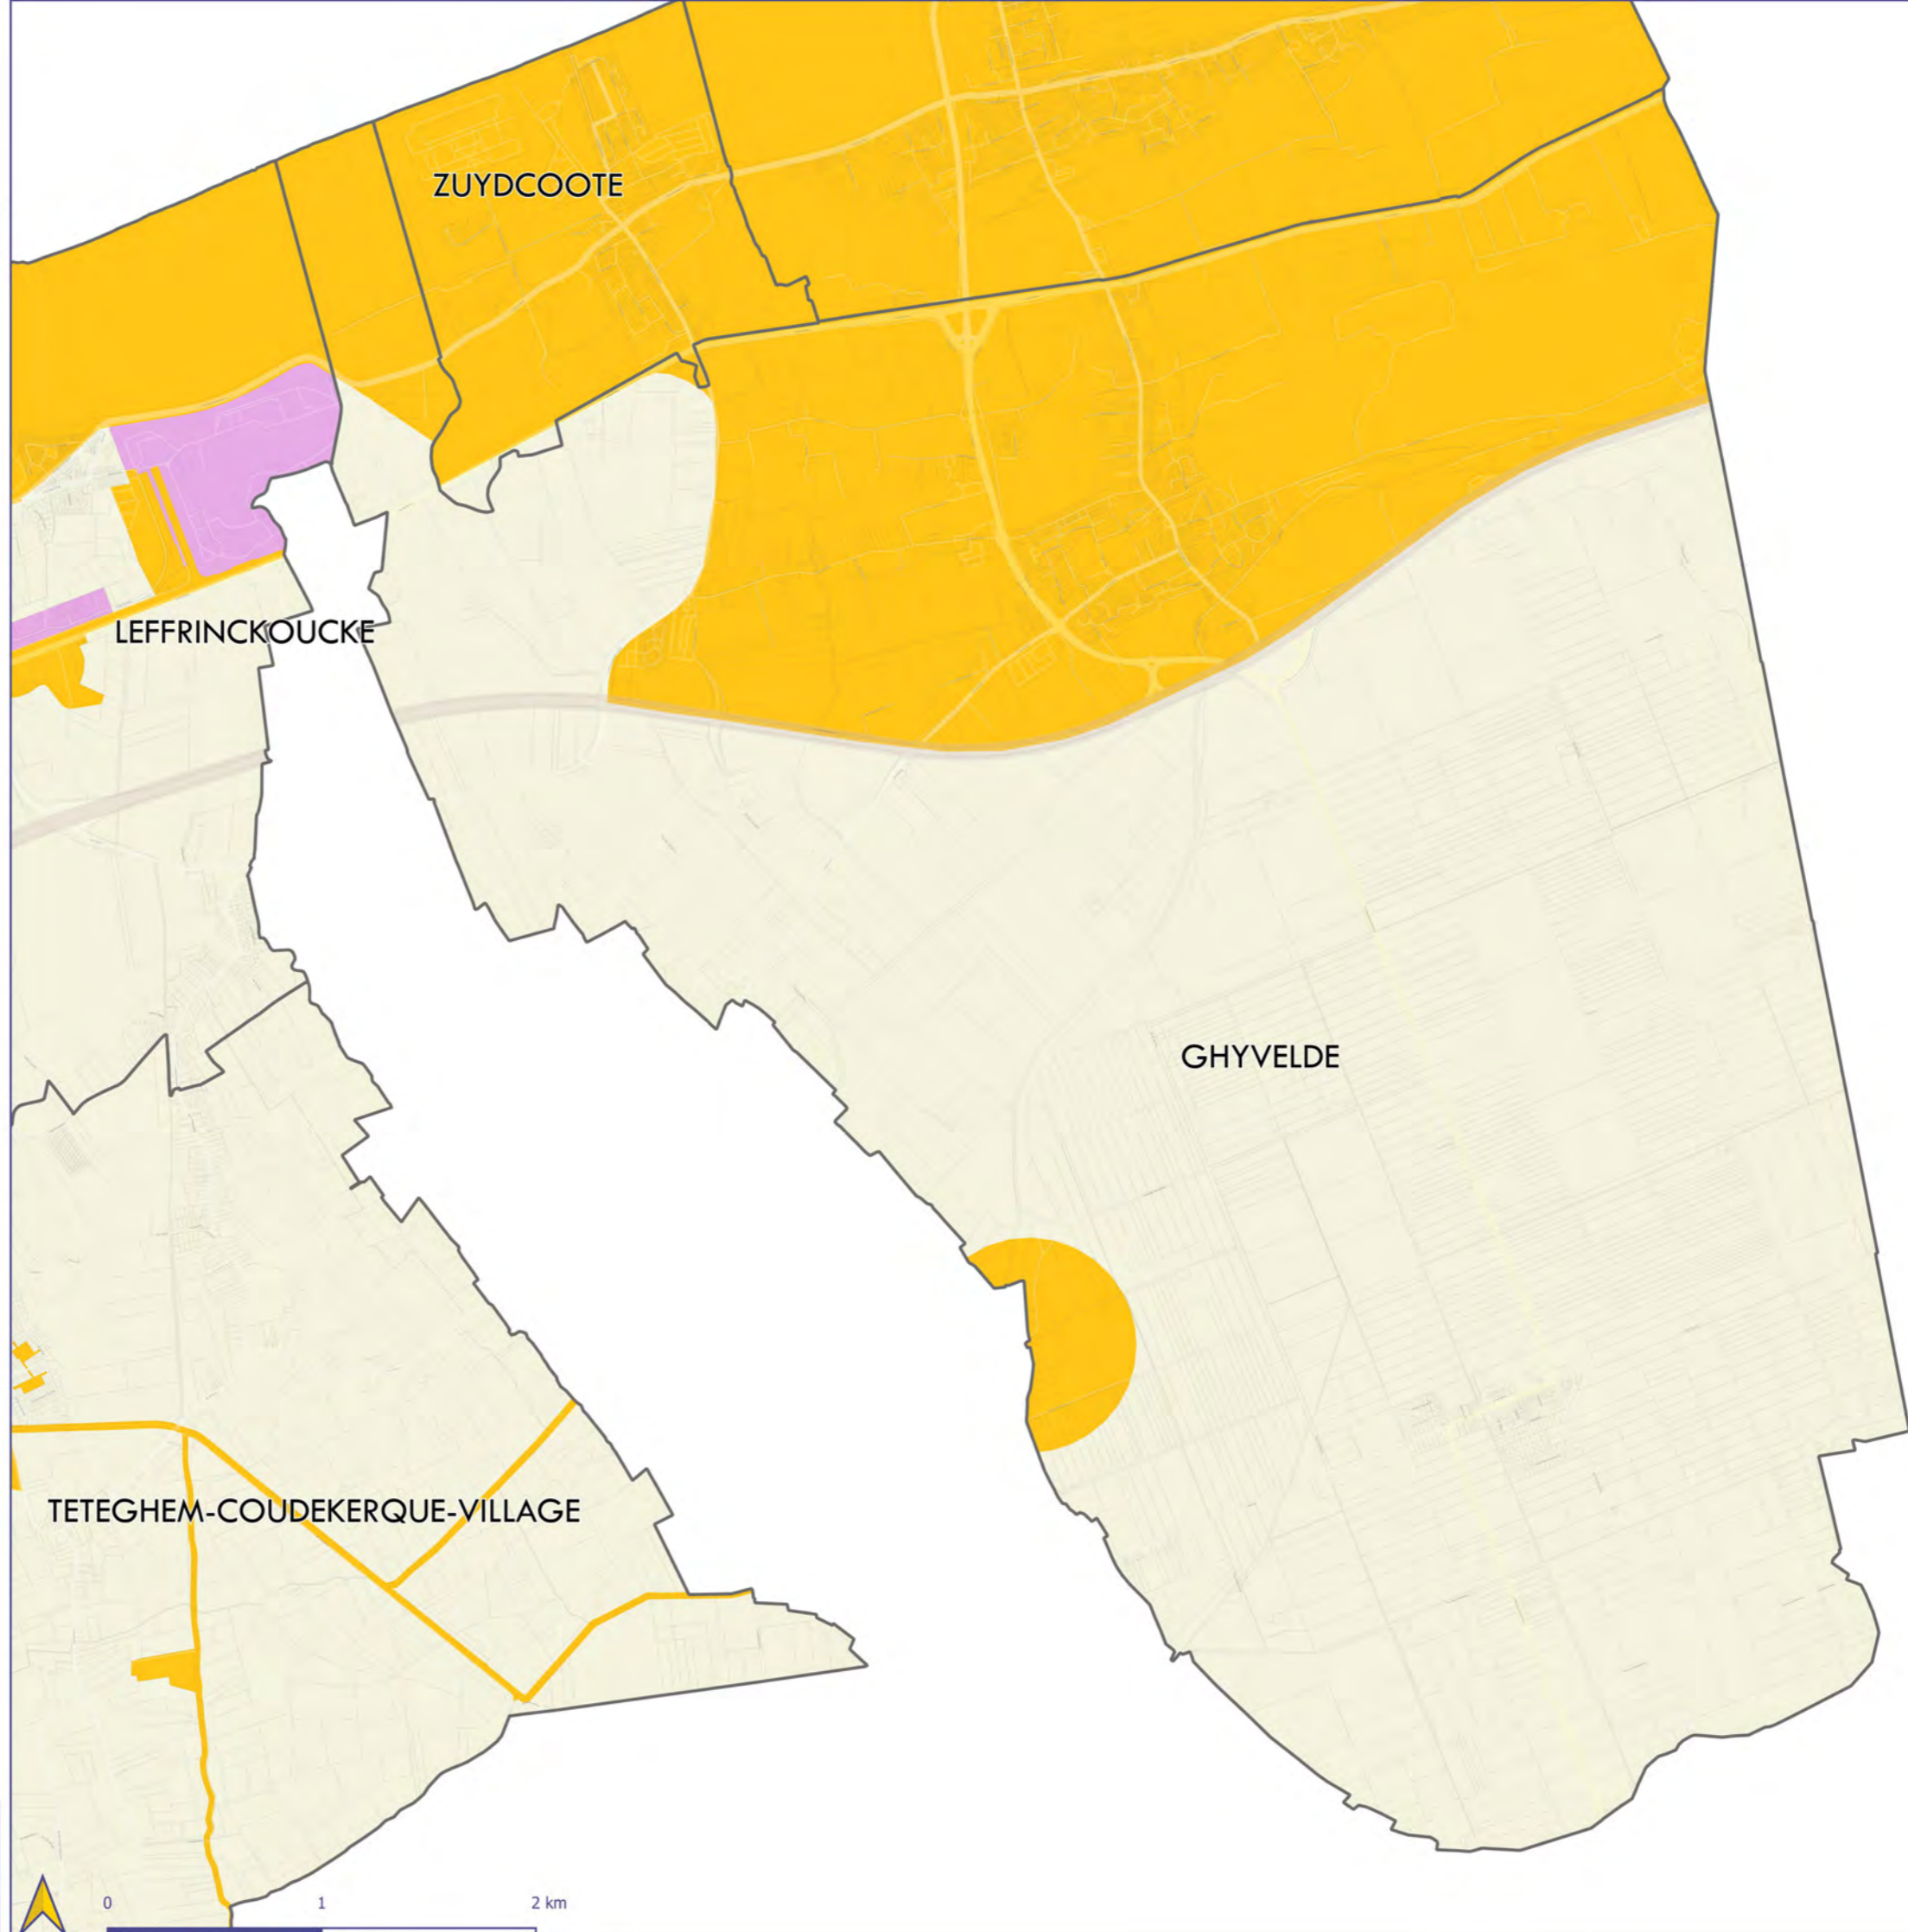 ZUYDCOOTE
LEFFRINCKOUCKE
GHYVELDE
TETEGHEM-COUDEKERQUE-VILLAGE
0 1 2 km